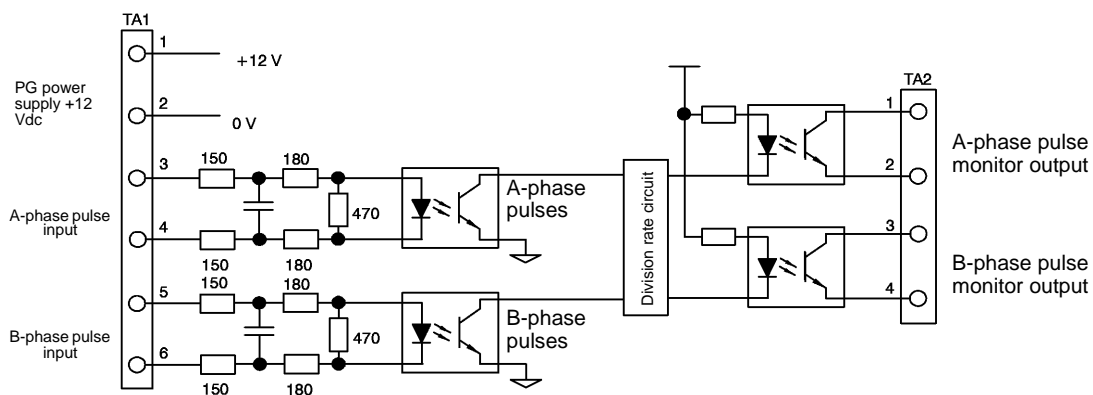 TA1
1
+12 V
PG power
supply +12
Vdc
2
0 V
3
150
180
A-phase pulse
input
470
A-phase
pulses
4
150
180
5
150
180
B-phase pulse
input
470
B-phase
pulses
6
150
180
Division rate circuit
TA2
1
A-phase pulse
monitor output
2
3
B-phase pulse
monitor output
4